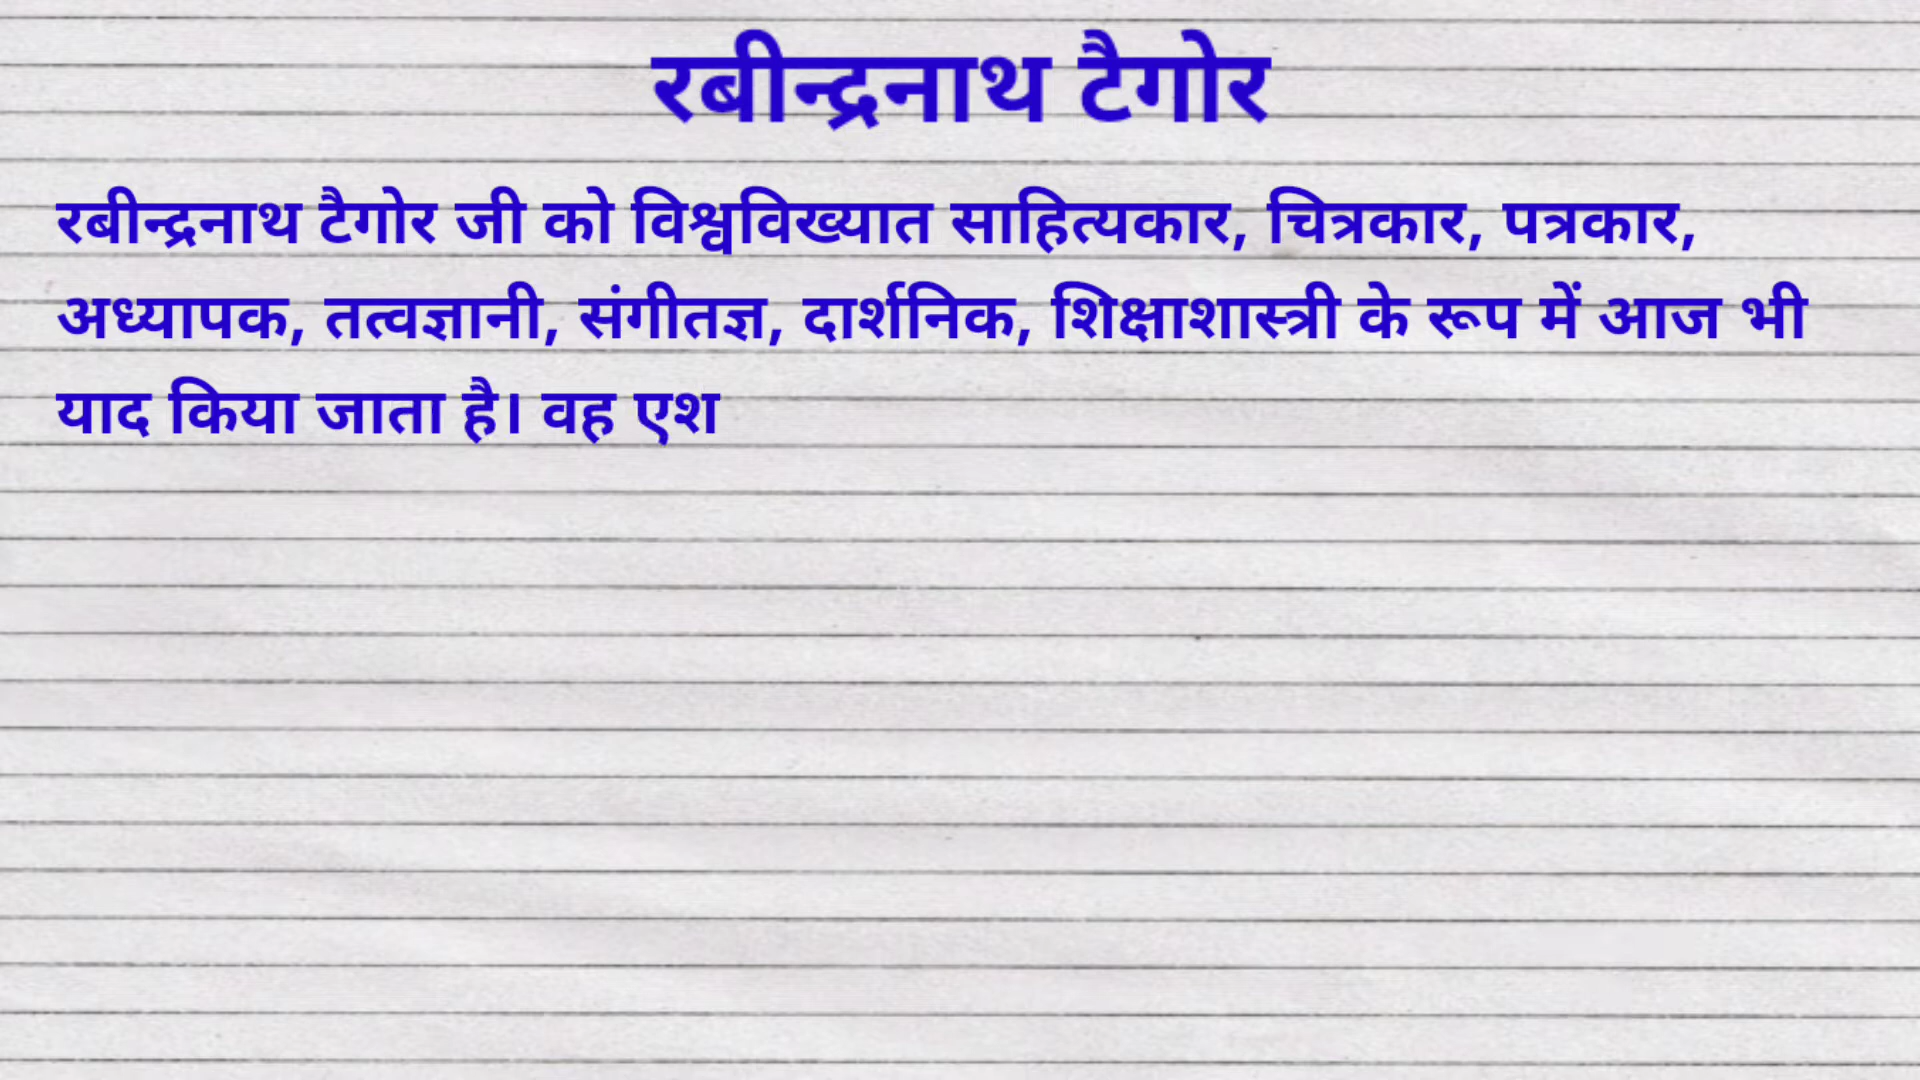 रबीन्द्रनाथ टैगोर
रबीन्द्रनाथ टैगोर जी को विश्वविख्यात साहित्यकार, चित्रकार, पत्रकार,
अध्यापक, तत्वज्ञानी, संगीतज्ञ, दार्शनिक, शिक्षाशास्त्री के रूप में आज भी
याद किया जाता है। वह एश